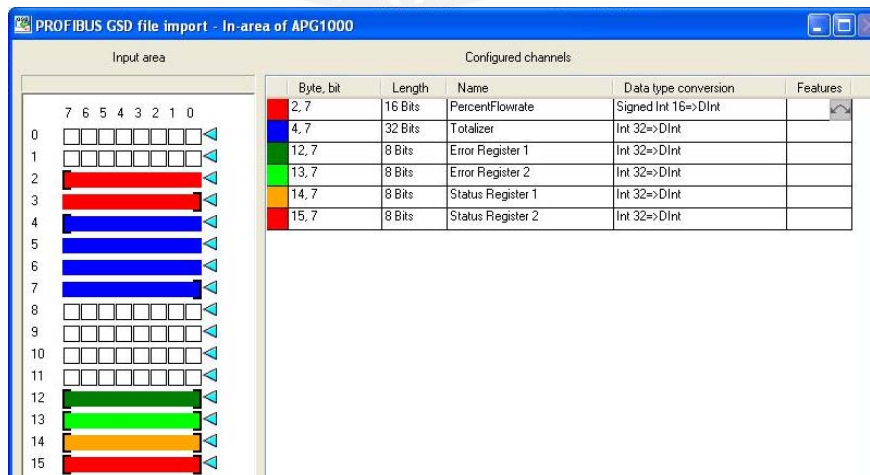 PROFIBUS GSD file import - In-area of APG1000
Input area
Configured channels
Byte, bit Length Name Data type conversion Features
2, 7 16 Bits PercentFlowrate Signed Int 16=>DInt
4, 7 32 Bits Totalizer Int 32=>DInt
12, 7 8 Bits Error Register 1 Int 32=>DInt
13, 7 8 Bits Error Register 2 Int 32=>DInt
14, 7 8 Bits Status Register 1 Int 32=>DInt
15, 7 8 Bits Status Register 2 Int 32=>DInt
7 6 5 4 3 2 1 0
0
1
2
3
4
5
6
7
8
9
10
11
12
13
14
15